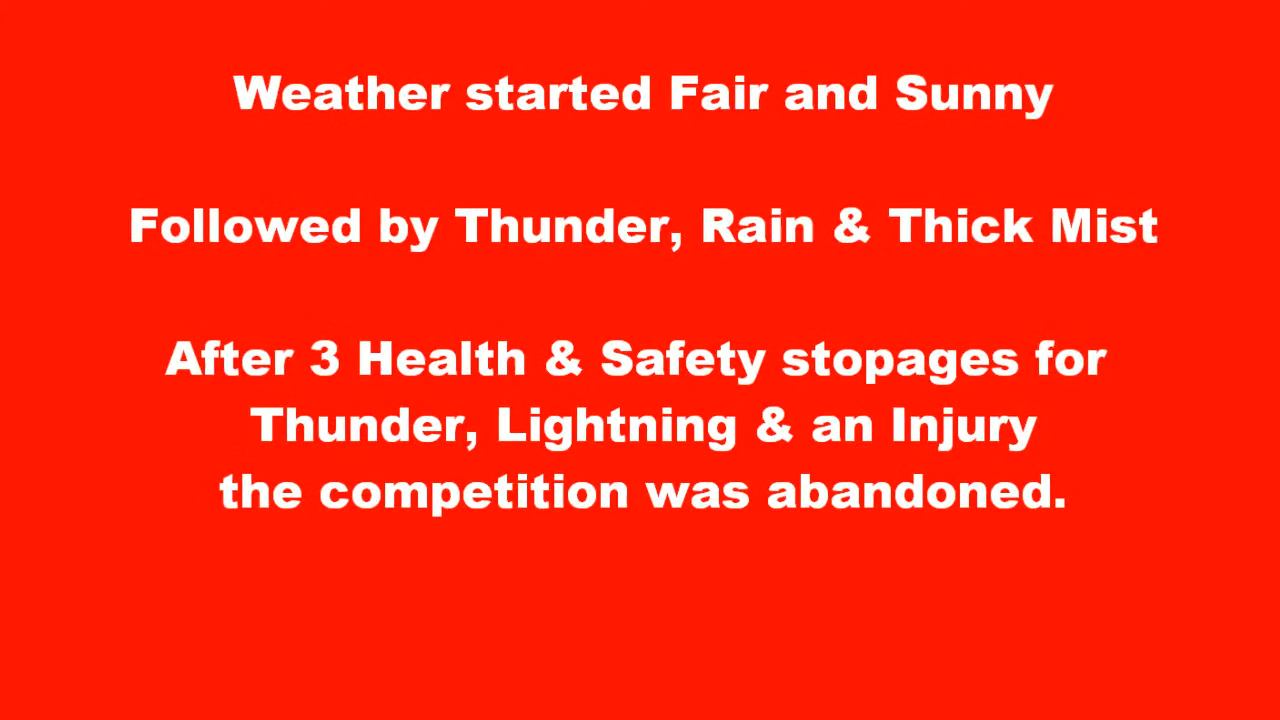 Weather started Fair and Sunny
Followed by Thunder, Rain & Thick Mist
After 3 Health & Safety stopages for
Thunder, Lightning & an Injury
the competition was abandoned.